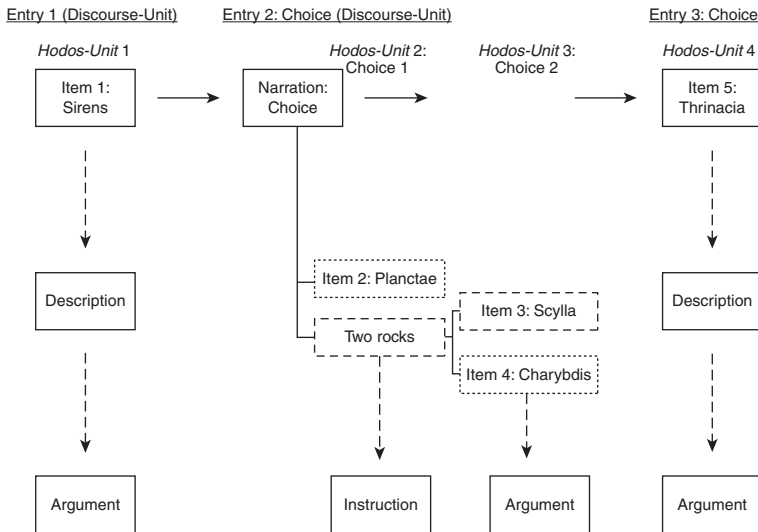 Entry 1 (Discourse-Unit)
Entry 2: Choice (Discourse-Unit)
Entry 3: Choice
Hodos-Unit 1
Hodos-Unit 2:
Choice 1
Hodos-Unit 3:
Choice 2
Hodos-Unit 4
Item 1:
Sirens
Narration:
Choice
Item 5:
Thrinacia
Item 2: Planctae
Description
Item 3: Scylla
Description
Two rocks
Item 4: Charybdis
Argument
Instruction
Argument
Argument